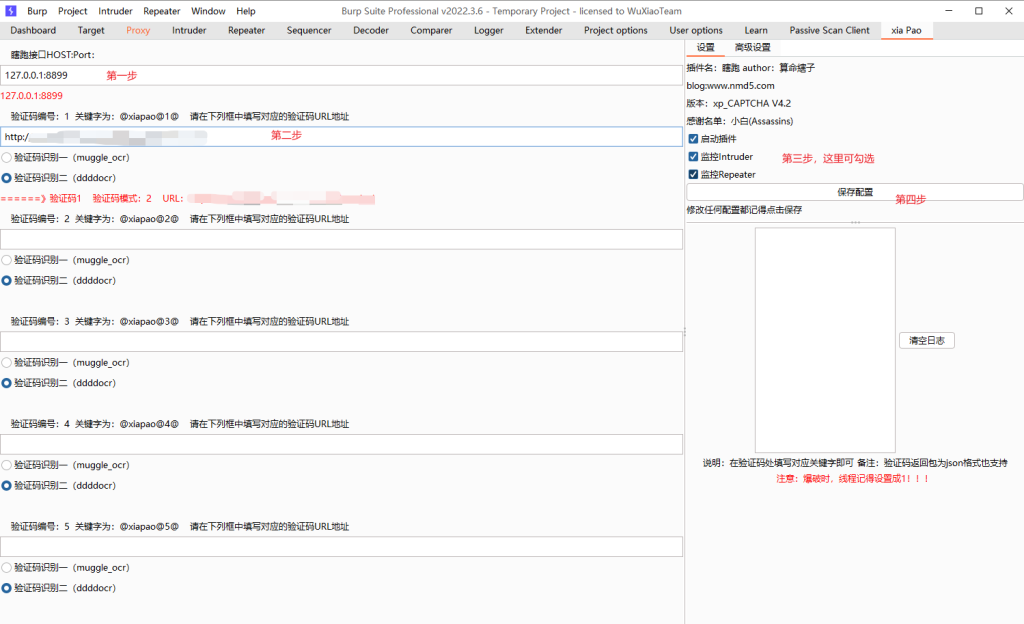 Burp Project Intruder Repeater Window Help
Burp Suite Professional v2022.3.6 - Temporary Project - licensed to WuXiaoTeam
Dashboard Target Proxy Intruder Repeater Sequencer Decoder Comparer Logger Extender Project options User options Learn Passive Scan Client xia Pao
瞎跑接口HOST:Port:
127.0.0.1:8899 第一步
127.0.0.1:8899
验证码编号：1 关键字为：@xiapao@1@ 请在下列框中填写对应的验证码URL地址
http:/ 第二步
验证码识别一（muggle_ocr）
验证码识别二（ddddocr）
======》验证码1 验证码模式：2 URL:
验证码编号：2 关键字为：@xiapao@2@ 请在下列框中填写对应的验证码URL地址
验证码识别一（muggle_ocr）
验证码识别二（ddddocr）
验证码编号：3 关键字为：@xiapao@3@ 请在下列框中填写对应的验证码URL地址
验证码识别一（muggle_ocr）
验证码识别二（ddddocr）
验证码编号：4 关键字为：@xiapao@4@ 请在下列框中填写对应的验证码URL地址
验证码识别一（muggle_ocr）
验证码识别二（ddddocr）
验证码编号：5 关键字为：@xiapao@5@ 请在下列框中填写对应的验证码URL地址
验证码识别一（muggle_ocr）
验证码识别二（ddddocr）
设置 高级设置
插件名：瞎跑 author：算命縖子
blog:www.nmd5.com
版本：xp_CAPTCHA V4.2
感谢名单：小白(Assassins)
启动插件
监控Intruder 第三步，这里可勾选
监控Repeater
保存配置 第四步
修改任何配置都记得点击保存
清空日志
说明：在验证码处填写对应关键字即可 备注：验证码返回包为json格式也支持
注意：爆破时，线程记得设置成1！！！